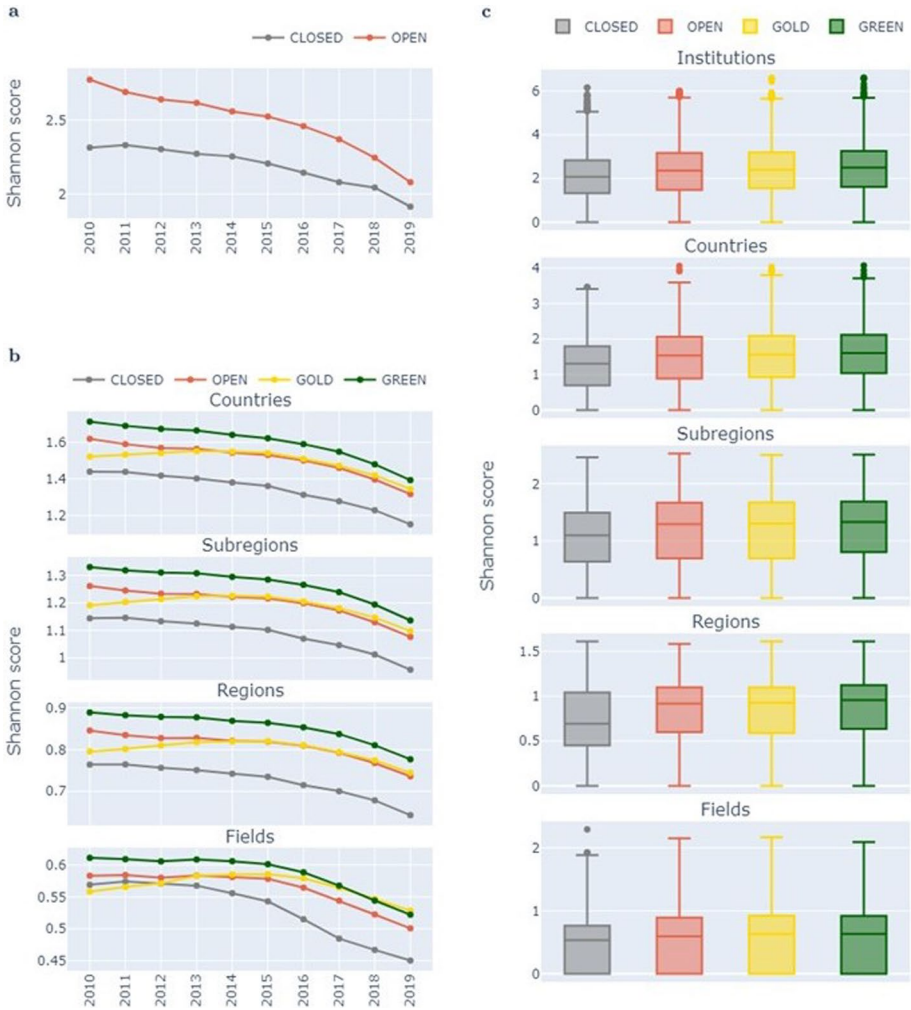 a
CLOSED OPEN
Shannon score
2.5
2
2010 2011 2012 2013 2014 2015 2016 2017 2018 2019
b
CLOSED OPEN GOLD GREEN
Countries
1.6
1.4
1.2
Subregions
1.3
1.2
1.1
1
Shannon score
Regions
0.9
0.8
0.7
Fields
0.6
0.55
0.5
0.45
2010 2011 2012 2013 2014 2015 2016 2017 2018 2019
c
CLOSED OPEN GOLD GREEN
Institutions
6
4
2
0
Countries
4
3
2
1
0
Subregions
2
1
0
Shannon score
Regions
1.5
1
0.5
0
Fields
2
1
0